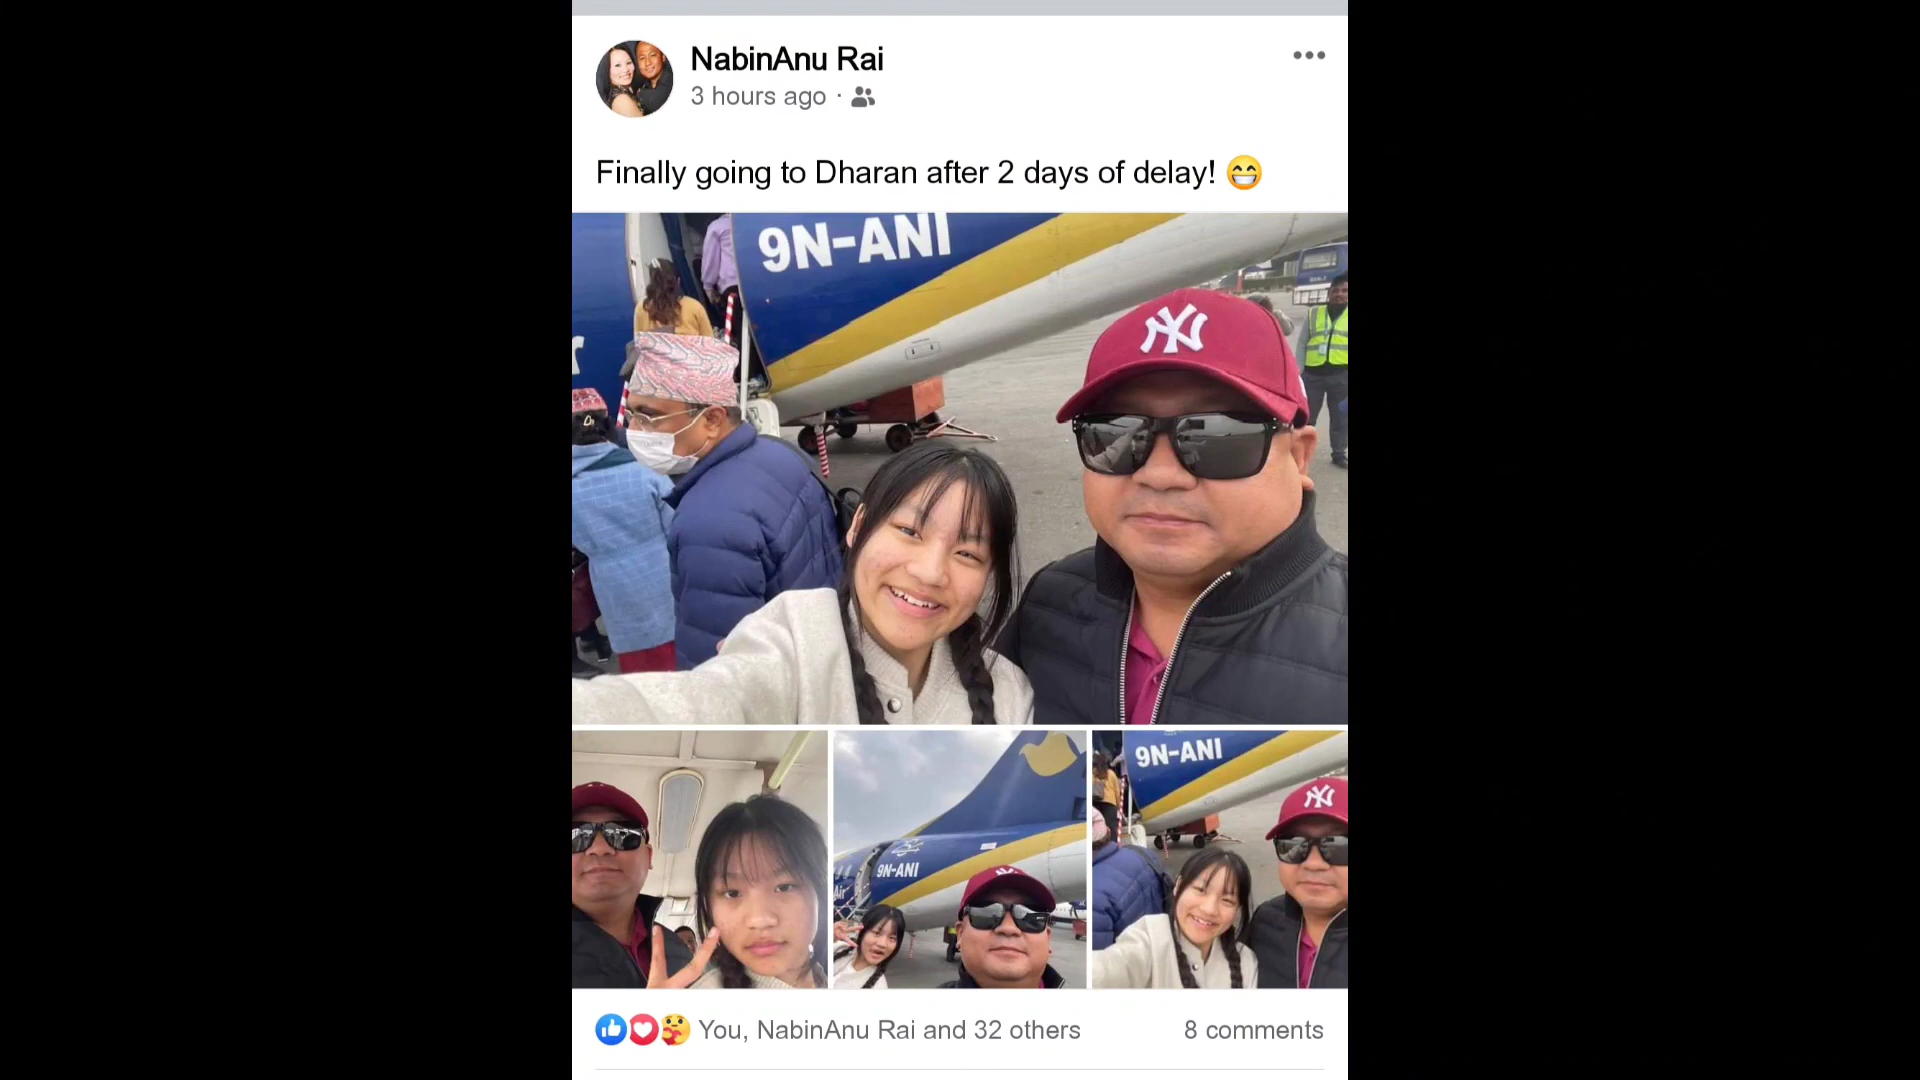 NabinAnu Rai
3 hours ago ·
Finally going to Dharan after 2 days of delay! 😁
9N-ANI
NY
9N-ANI
Air
9N-ANI
NY
You, NabinAnu Rai and 32 others
8 comments